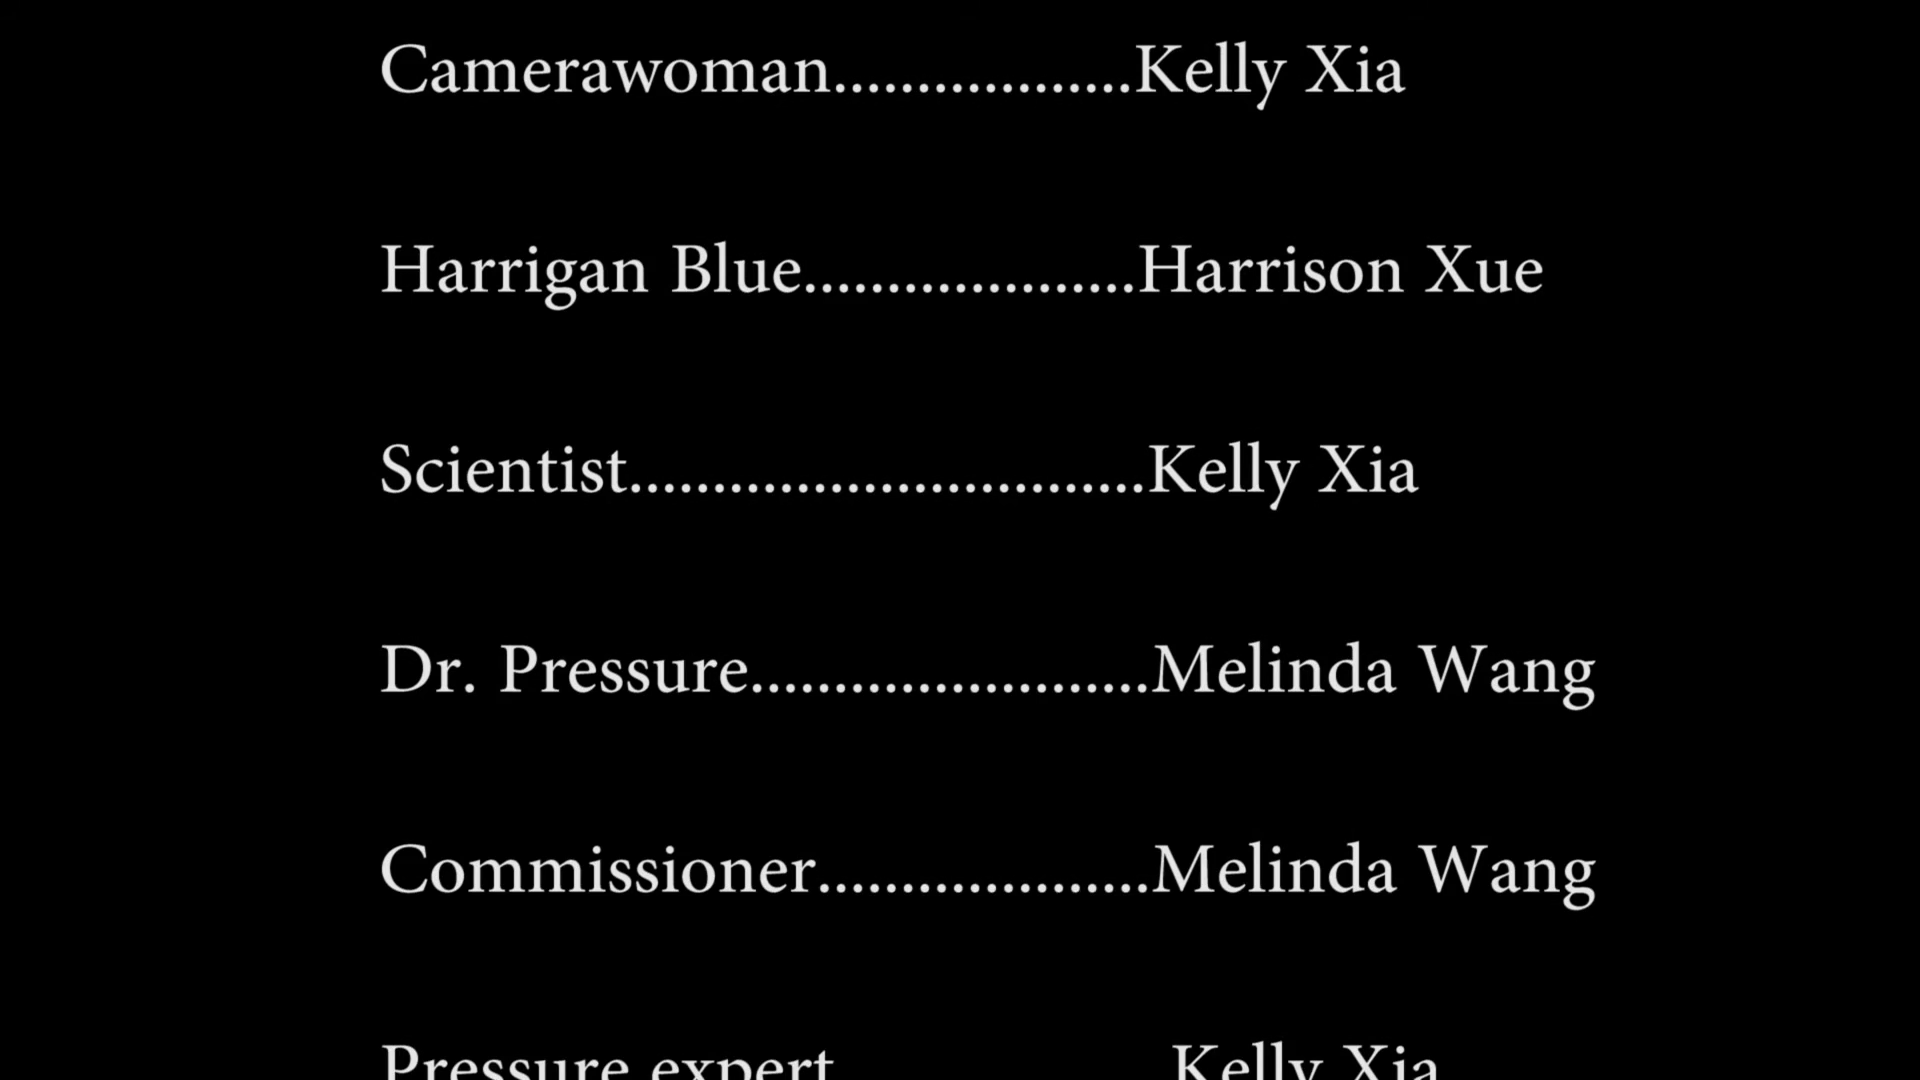 Camerawoman..................Kelly Xia
Harrigan Blue....................Harrison Xue
Scientist...............................Kelly Xia
Dr. Pressure........................Melinda Wang
Commissioner....................Melinda Wang
Pressure expert Kelly Xia